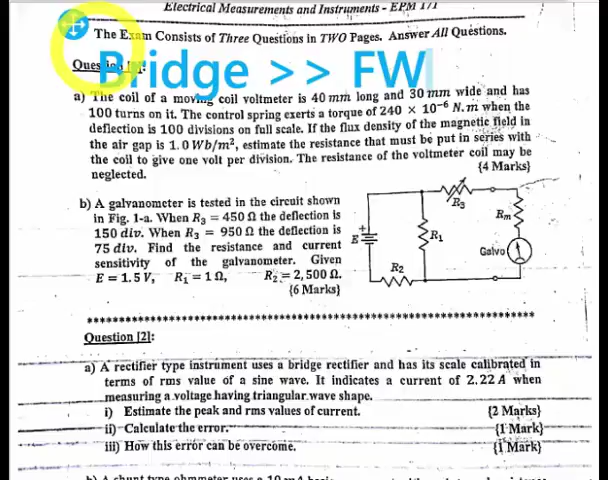 Electrical Measurements and Instruments - EPM 171
The Exam Consists of Three Questions in TWO Pages. Answer All Questions.
Bridge >> FW
a) The coil of a moving coil voltmeter is 40 mm long and 30 mm wide and has
100 turns on it. The control spring exerts a torque of 240 × 10⁻⁶ N.m when the
deflection is 100 divisions on full scale. If the flux density of the magnetic field in
the air gap is 1.0 Wb/m², estimate the resistance that must be put in series with
the coil to give one volt per division. The resistance of the voltmeter coil may be
neglected. {4 Marks}
b) A galvanometer is tested in the circuit shown
in Fig. 1-a. When R₃ = 450 Ω the deflection is
150 div. When R₃ = 950 Ω the deflection is
75 div. Find the resistance and current
sensitivity of the galvanometer. Given
E = 1.5 V, R₁ = 1 Ω, R₂ = 2,500 Ω.
{6 Marks}
R₃
Rm
E
R₁
Galvo
R₂
Question [2]:
a) A rectifier type instrument uses a bridge rectifier and has its scale calibrated in
terms of rms value of a sine wave. It indicates a current of 2.22 A when
measuring a voltage having triangular wave shape.
i) Estimate the peak and rms values of current. {2 Marks}
ii) Calculate the error. {1 Mark}
iii) How this error can be overcome. {1 Mark}